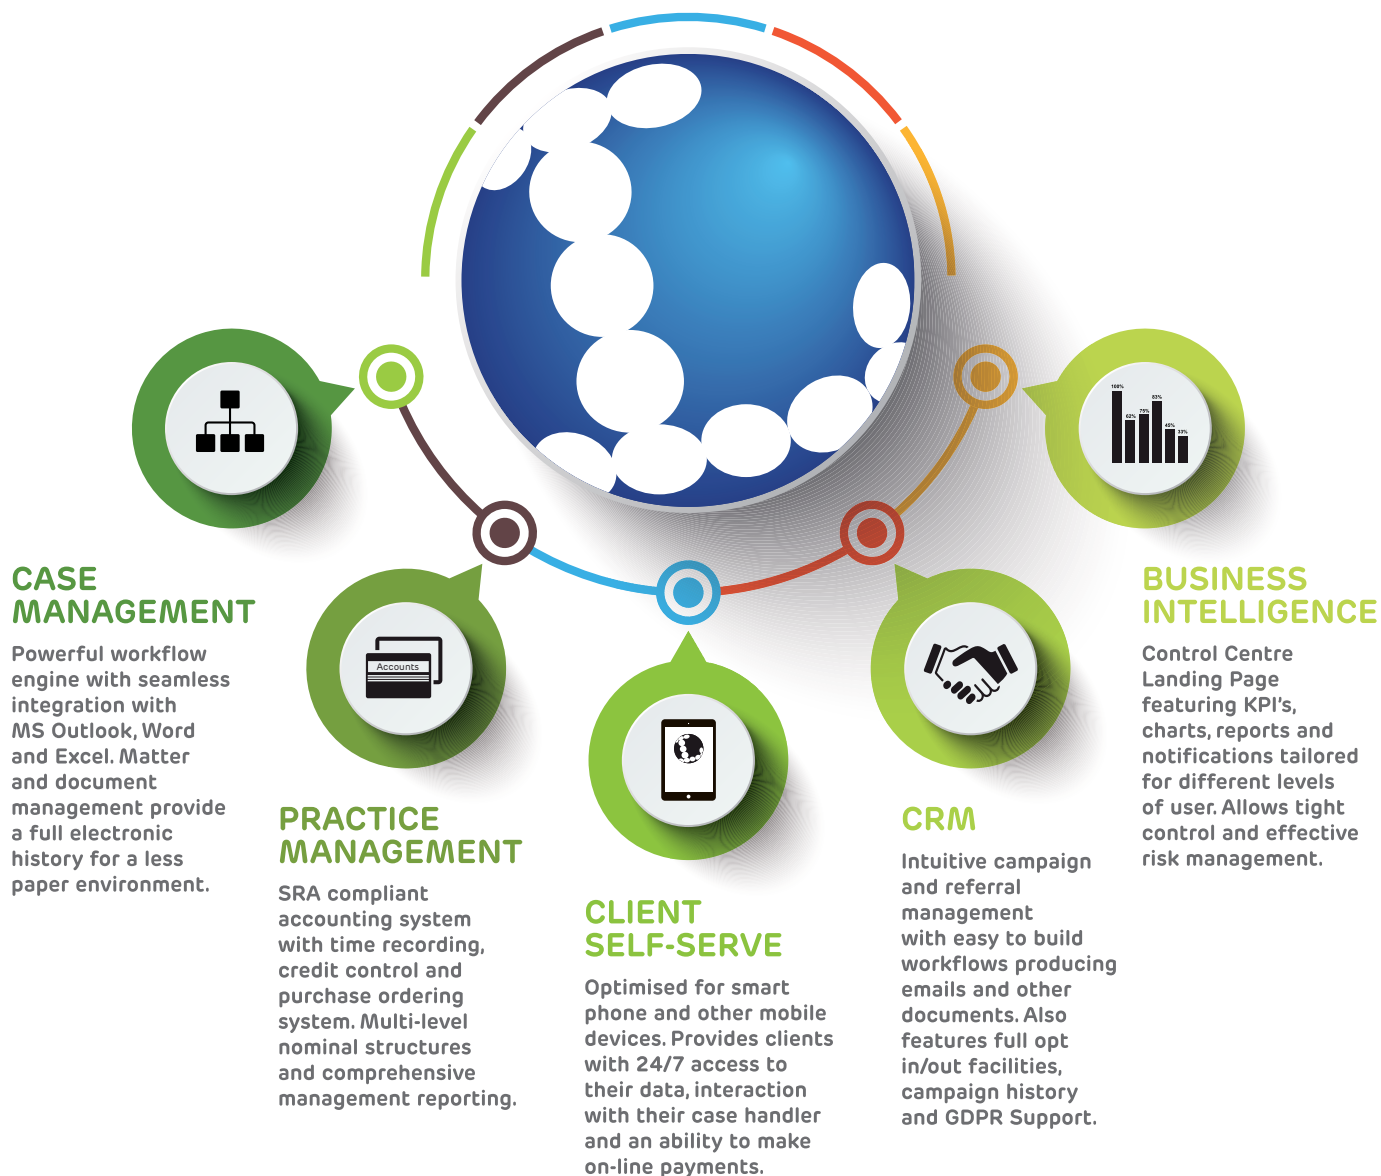 CASE
MANAGEMENT
Powerful workflow
engine with seamless
integration with
MS Outlook, Word
and Excel. Matter
and document
management provide
a full electronic
history for a less
paper environment.
Accounts
PRACTICE
MANAGEMENT
SRA compliant
accounting system
with time recording,
credit control and
purchase ordering
system. Multi-level
nominal structures
and comprehensive
management reporting.
CLIENT
SELF-SERVE
Optimised for smart
phone and other mobile
devices. Provides clients
with 24/7 access to
their data, interaction
with their case handler
and an ability to make
on-line payments.
CRM
Intuitive campaign
and referral
management
with easy to build
workflows producing
emails and other
documents. Also
features full opt
in/out facilities,
campaign history
and GDPR Support.
100%
62%
75%
83%
45%
33%
BUSINESS
INTELLIGENCE
Control Centre
Landing Page
featuring KPI's,
charts, reports and
notifications tailored
for different levels
of user. Allows tight
control and effective
risk management.